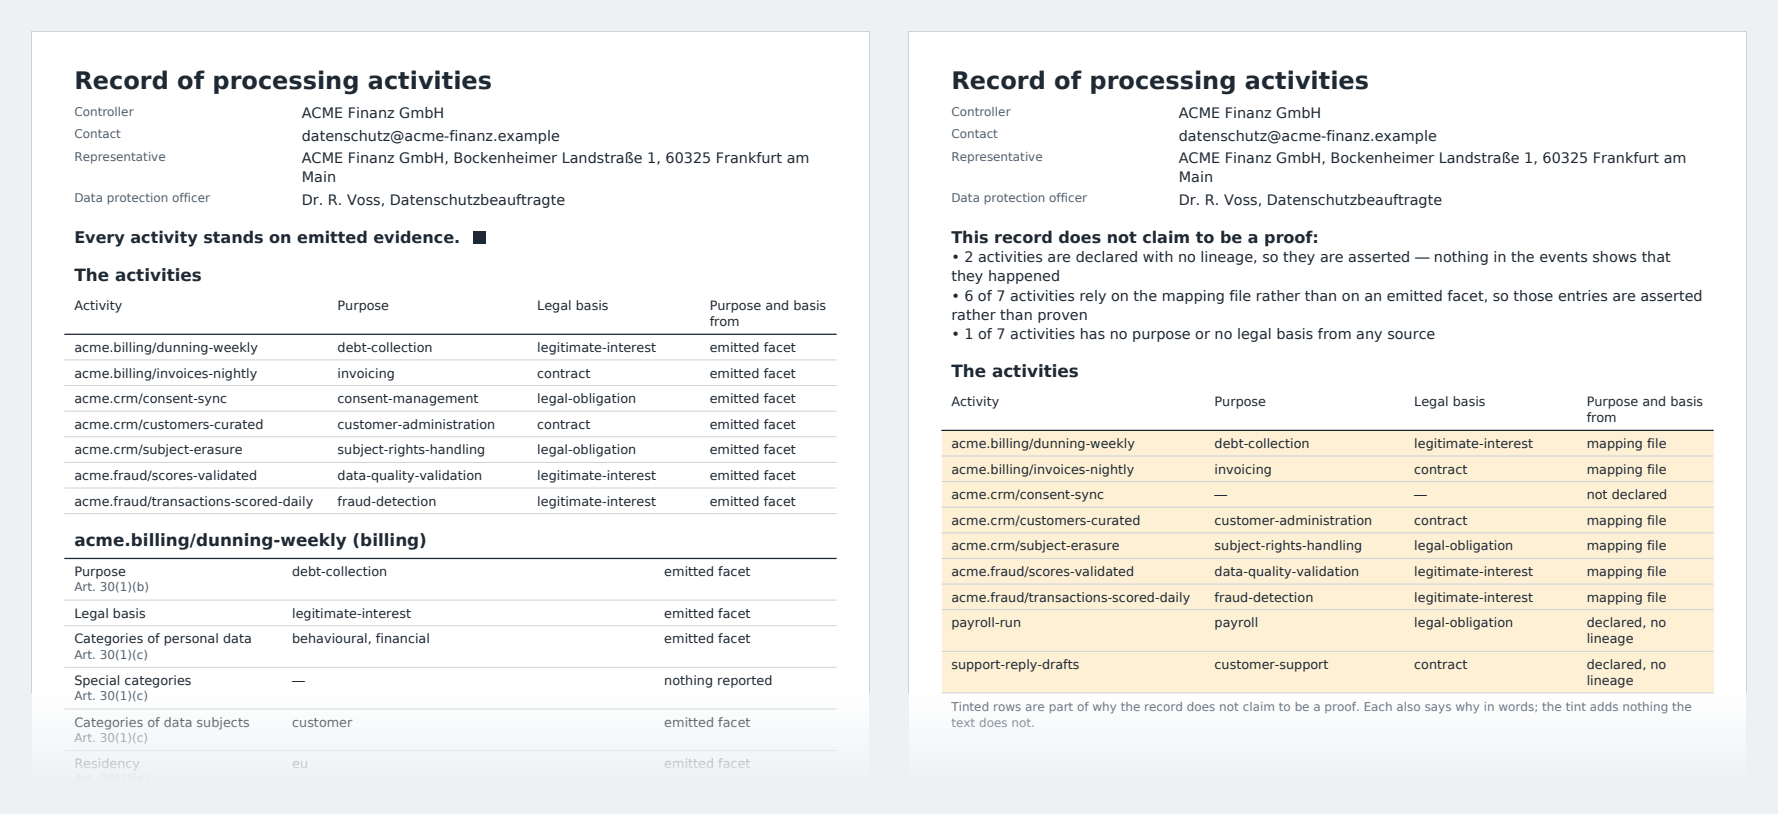 Record of processing activities
Controller ACME Finanz GmbH
Contact datenschutz@acme-finanz.example
Representative ACME Finanz GmbH, Bockenheimer Landstraße 1, 60325 Frankfurt am
Main
Data protection officer Dr. R. Voss, Datenschutzbeauftragte
Every activity stands on emitted evidence. ■
The activities
Activity Purpose Legal basis Purpose and basis
from
acme.billing/dunning-weekly debt-collection legitimate-interest emitted facet
acme.billing/invoices-nightly invoicing contract emitted facet
acme.crm/consent-sync consent-management legal-obligation emitted facet
acme.crm/customers-curated customer-administration contract emitted facet
acme.crm/subject-erasure subject-rights-handling legal-obligation emitted facet
acme.fraud/scores-validated data-quality-validation legitimate-interest emitted facet
acme.fraud/transactions-scored-daily fraud-detection legitimate-interest emitted facet
acme.billing/dunning-weekly (billing)
Purpose debt-collection emitted facet
Art. 30(1)(b)
Legal basis legitimate-interest emitted facet
Categories of personal data behavioural, financial emitted facet
Art. 30(1)(c)
Special categories — nothing reported
Art. 30(1)(c)
Categories of data subjects customer emitted facet
Art. 30(1)(c)
Residency eu emitted facet
Record of processing activities
Controller ACME Finanz GmbH
Contact datenschutz@acme-finanz.example
Representative ACME Finanz GmbH, Bockenheimer Landstraße 1, 60325 Frankfurt am
Main
Data protection officer Dr. R. Voss, Datenschutzbeauftragte
This record does not claim to be a proof:
• 2 activities are declared with no lineage, so they are asserted — nothing in the events shows that
they happened
• 6 of 7 activities rely on the mapping file rather than on an emitted facet, so those entries are asserted
rather than proven
• 1 of 7 activities has no purpose or no legal basis from any source
The activities
Activity Purpose Legal basis Purpose and basis
from
acme.billing/dunning-weekly debt-collection legitimate-interest mapping file
acme.billing/invoices-nightly invoicing contract mapping file
acme.crm/consent-sync — — not declared
acme.crm/customers-curated customer-administration contract mapping file
acme.crm/subject-erasure subject-rights-handling legal-obligation mapping file
acme.fraud/scores-validated data-quality-validation legitimate-interest mapping file
acme.fraud/transactions-scored-daily fraud-detection legitimate-interest mapping file
payroll-run payroll legal-obligation declared, no
lineage
support-reply-drafts customer-support contract declared, no
lineage
Tinted rows are part of why the record does not claim to be a proof. Each also says why in words; the tint adds nothing the
text does not.